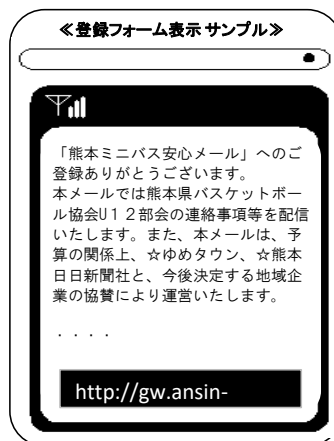 ≪登録フォーム表示 サンプル≫
「熊本ミニバス安心メール」へのご
登録ありがとうございます。
本メールでは熊本県バスケットボー
ル協会U１２部会の連絡事項等を配信
いたします。また、本メールは、予
算の関係上、☆ゆめタウン、☆熊本
日日新聞社と、今後決定する地域企
業の協賛により運営いたします。
．．．．
http://gw.ansin-